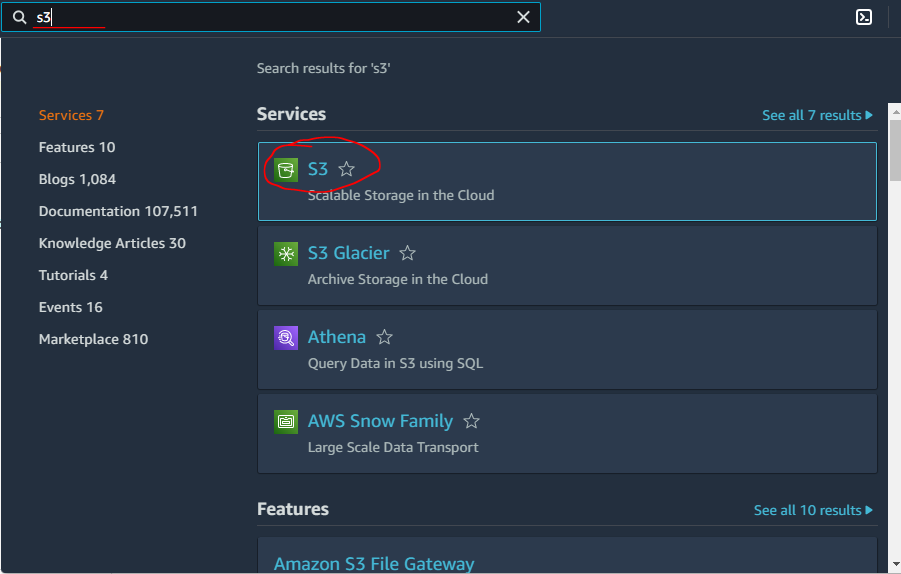 s3
Search results for 's3'
Services 7
Features 10
Blogs 1,084
Documentation 107,511
Knowledge Articles 30
Tutorials 4
Events 16
Marketplace 810
Services
See all 7 results
S3
Scalable Storage in the Cloud
S3 Glacier
Archive Storage in the Cloud
Athena
Query Data in S3 using SQL
AWS Snow Family
Large Scale Data Transport
Features
See all 10 results
Amazon S3 File Gateway